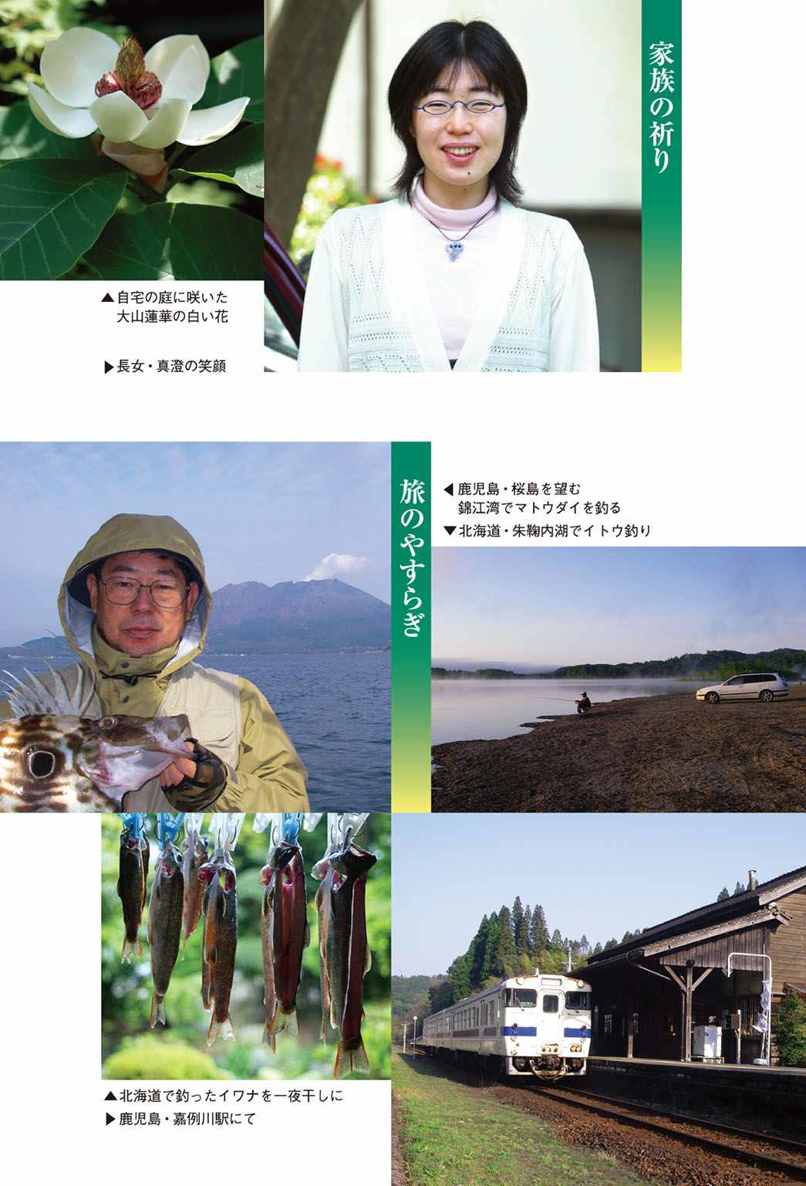 家族の祈り
▲自宅の庭に咲いた
大山蓮華の白い花
▶長女・真澄の笑顔
旅のやすらぎ
◀鹿児島・桜島を望む
錦江湾でマトウダイを釣る
▼北海道・朱鞠内湖でイトウ釣り
▲北海道で釣ったイワナを一夜干しに
▶鹿児島・嘉例川駅にて